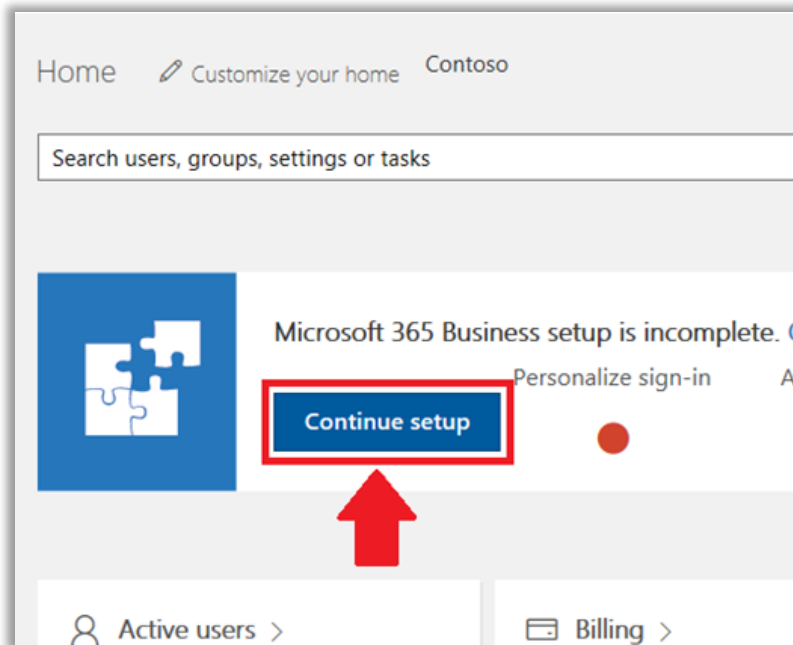 Home Customize your home Contoso
Search users, groups, settings or tasks
Microsoft 365 Business setup is incomplete.
Personalize sign-in
Continue setup
Active users >
Billing >